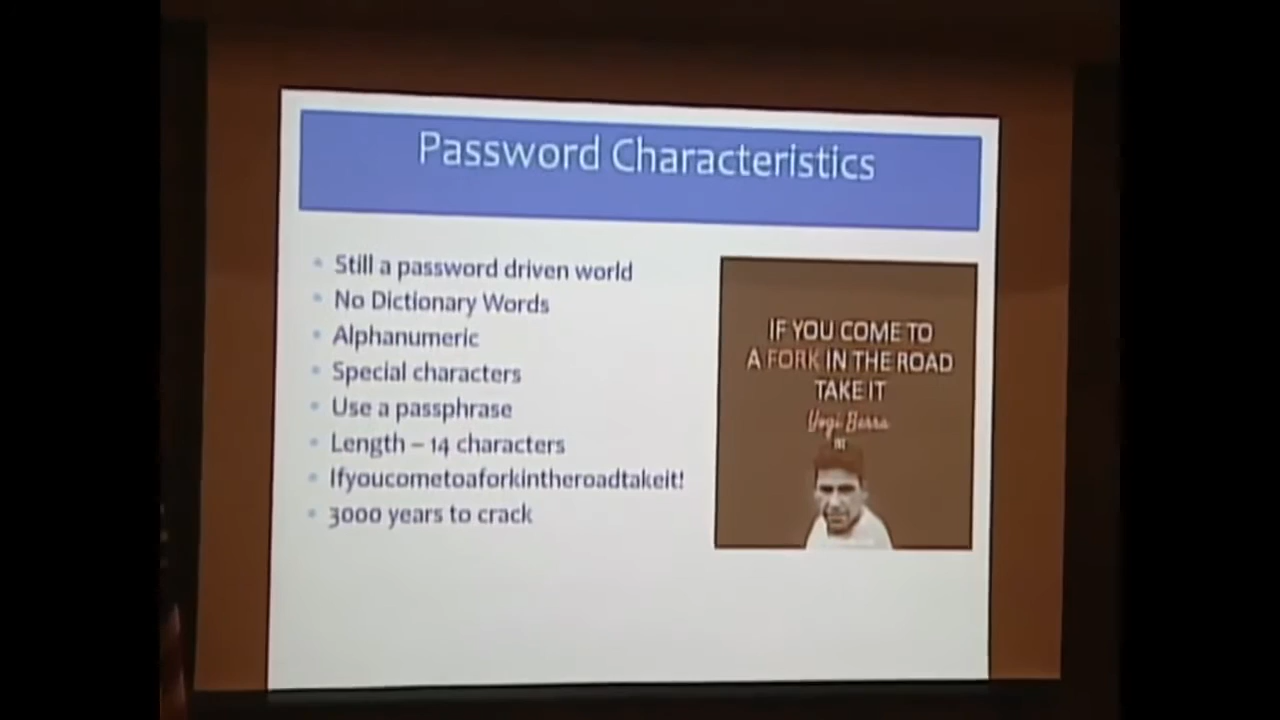 Password Characteristics
Still a password driven world
No Dictionary Words
Alphanumeric
Special characters
Use a passphrase
Length – 14 characters
Ifyoucometoaforkintheroadtakeit!
3000 years to crack
IF YOU COME TO
A FORK IN THE ROAD
TAKE IT
Yogi Berra